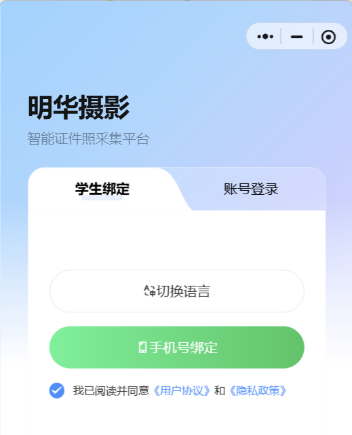 明华摄影
智能证件照采集平台
学生绑定 账号登录
切换语言
手机号绑定
我已阅读并同意《用户协议》和《隐私政策》